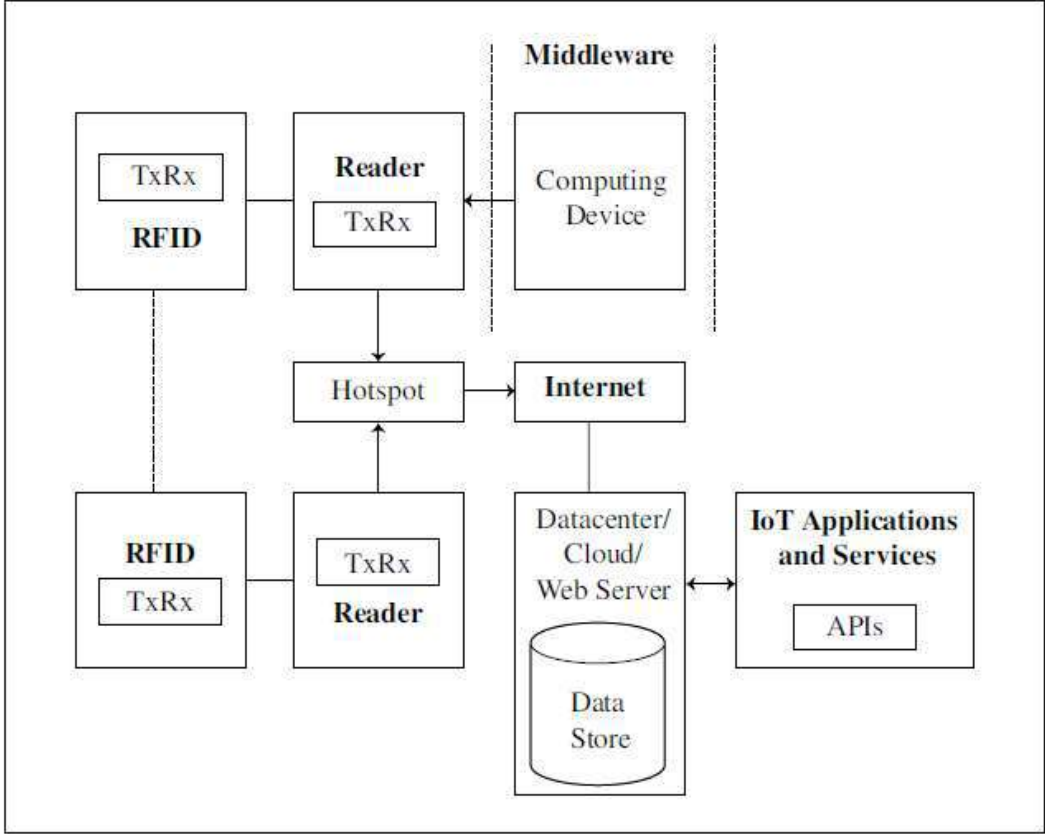 Middleware
TxRx
RFID
Reader
TxRx
Computing
Device
Hotspot
Internet
RFID
TxRx
TxRx
Reader
Datacenter/
Cloud/
Web Server
Data
Store
IoT Applications
and Services
APIs